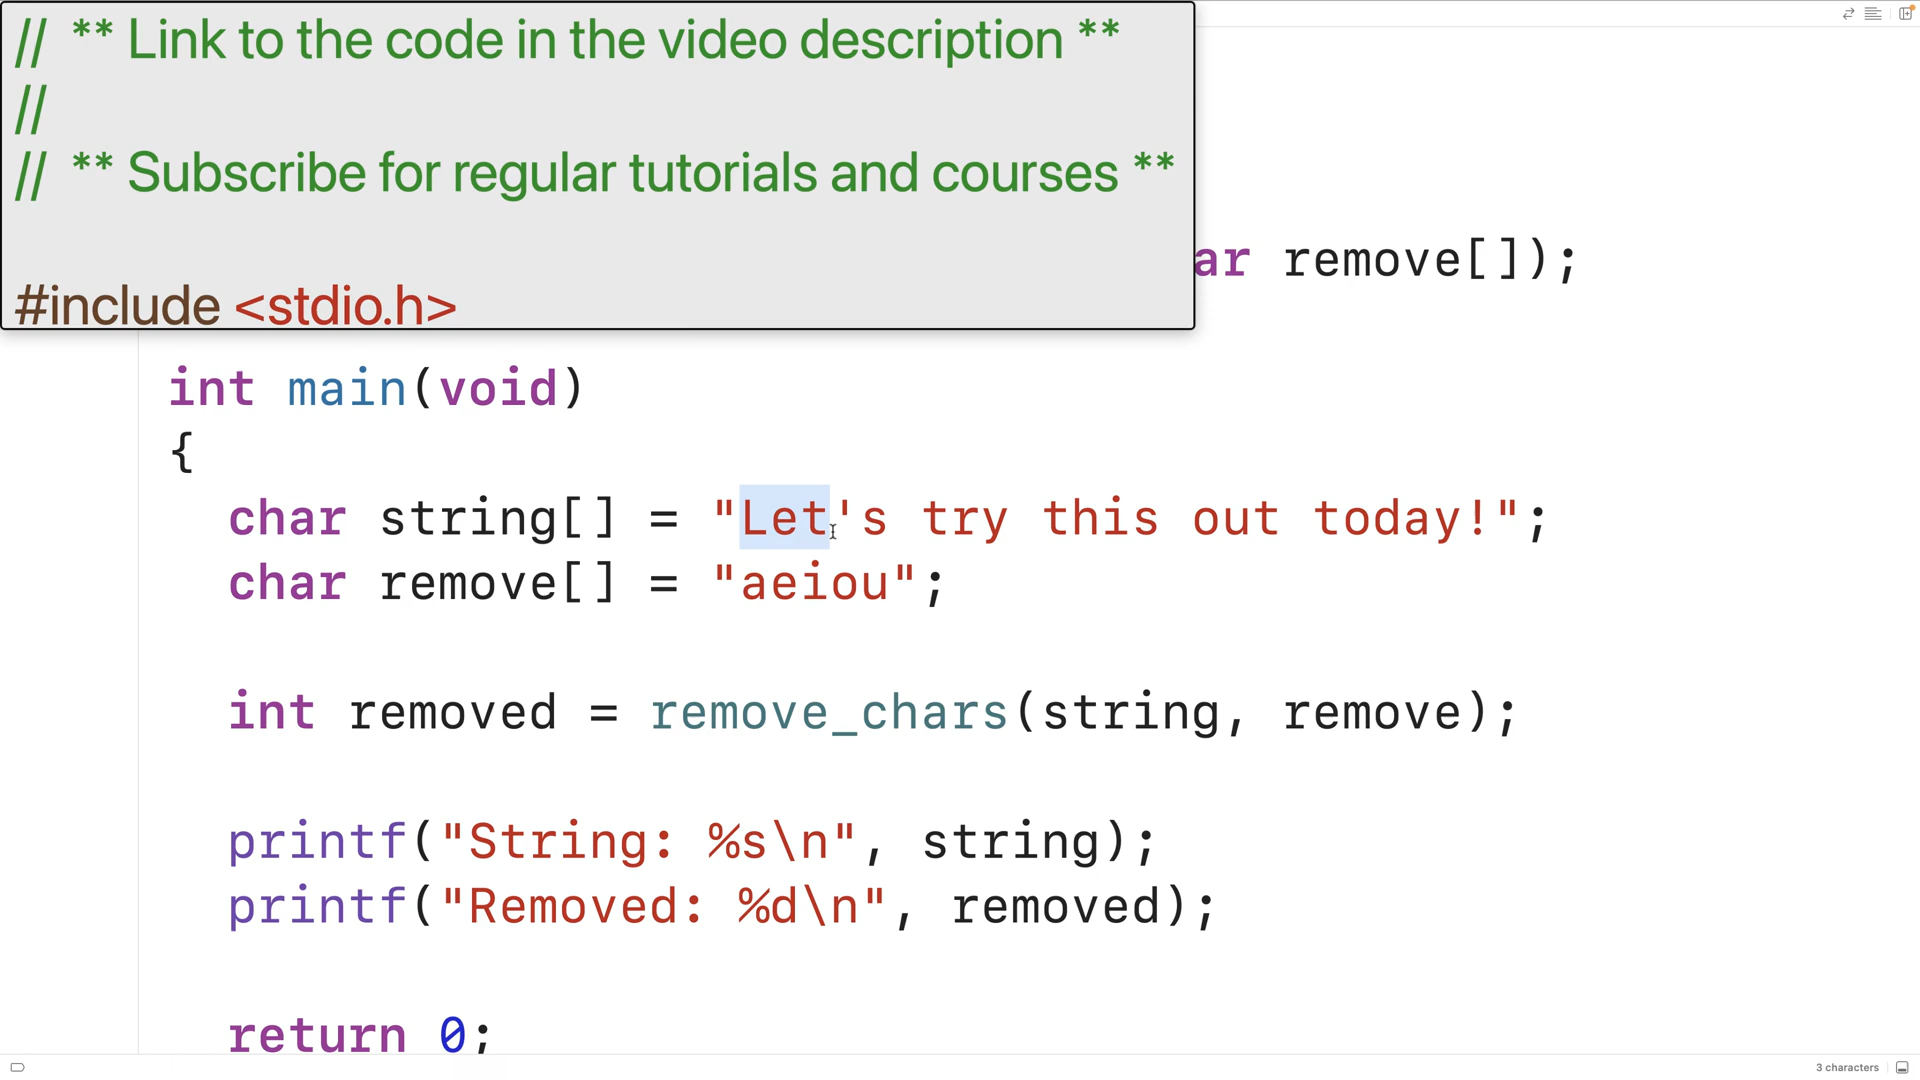 // ** Link to the code in the video description **
//
// ** Subscribe for regular tutorials and courses **
#include <stdio.h>
ar remove[]);
int main(void)
{
char string[] = "Let's try this out today!";
char remove[] = "aeiou";
int removed = remove_chars(string, remove);
printf("String: %s\n", string);
printf("Removed: %d\n", removed);
return 0;
3 characters